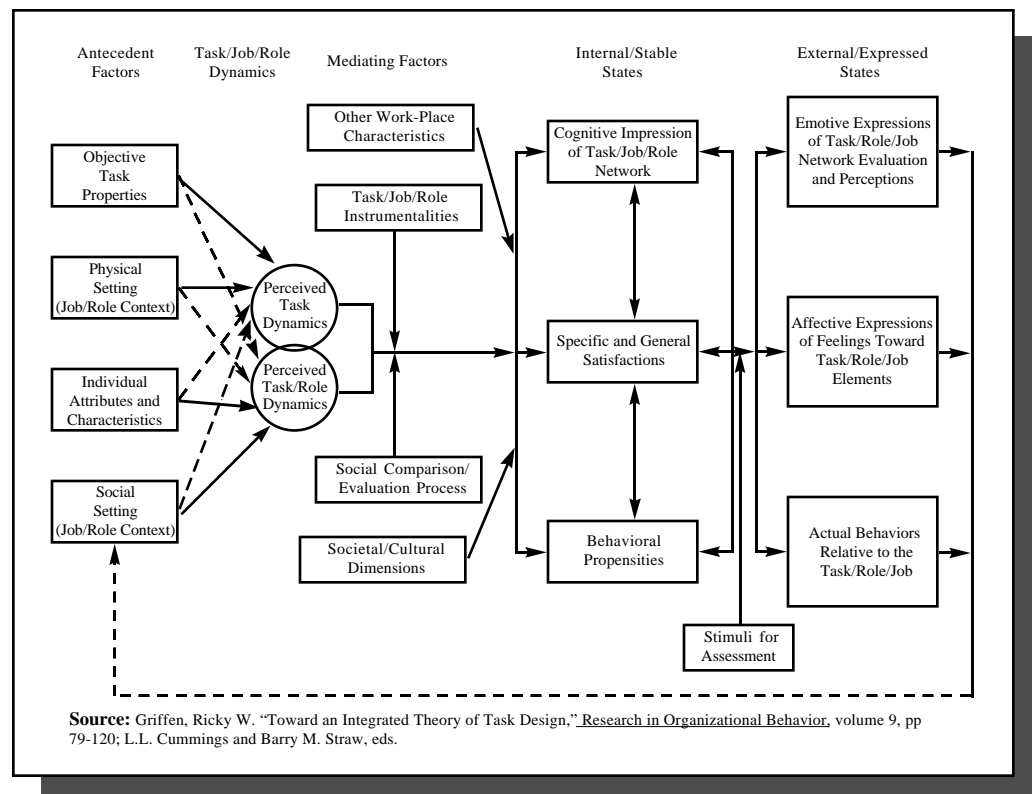 Antecedent
Factors
Task/Job/Role
Dynamics
Mediating Factors
Internal/Stable
States
External/Expressed
States
Objective
Task
Properties
Physical
Setting
(Job/Role Context)
Individual
Attributes and
Characteristics
Social
Setting
(Job/Role Context)
Perceived
Task
Dynamics
Perceived
Task/Role
Dynamics
Other Work-Place
Characteristics
Task/Job/Role
Instrumentalities
Social Comparison/
Evaluation Process
Societal/Cultural
Dimensions
Cognitive Impression
of Task/Job/Role
Network
Specific and General
Satisfactions
Behavioral
Propensities
Stimuli for
Assessment
Emotive Expressions
of Task/Role/Job
Network Evaluation
and Perceptions
Affective Expressions
of Feelings Toward
Task/Role/Job
Elements
Actual Behaviors
Relative to the
Task/Role/Job
Source: Griffen, Ricky W. “Toward an Integrated Theory of Task Design,” Research in Organizational Behavior, volume 9, pp
79-120; L.L. Cummings and Barry M. Straw, eds.